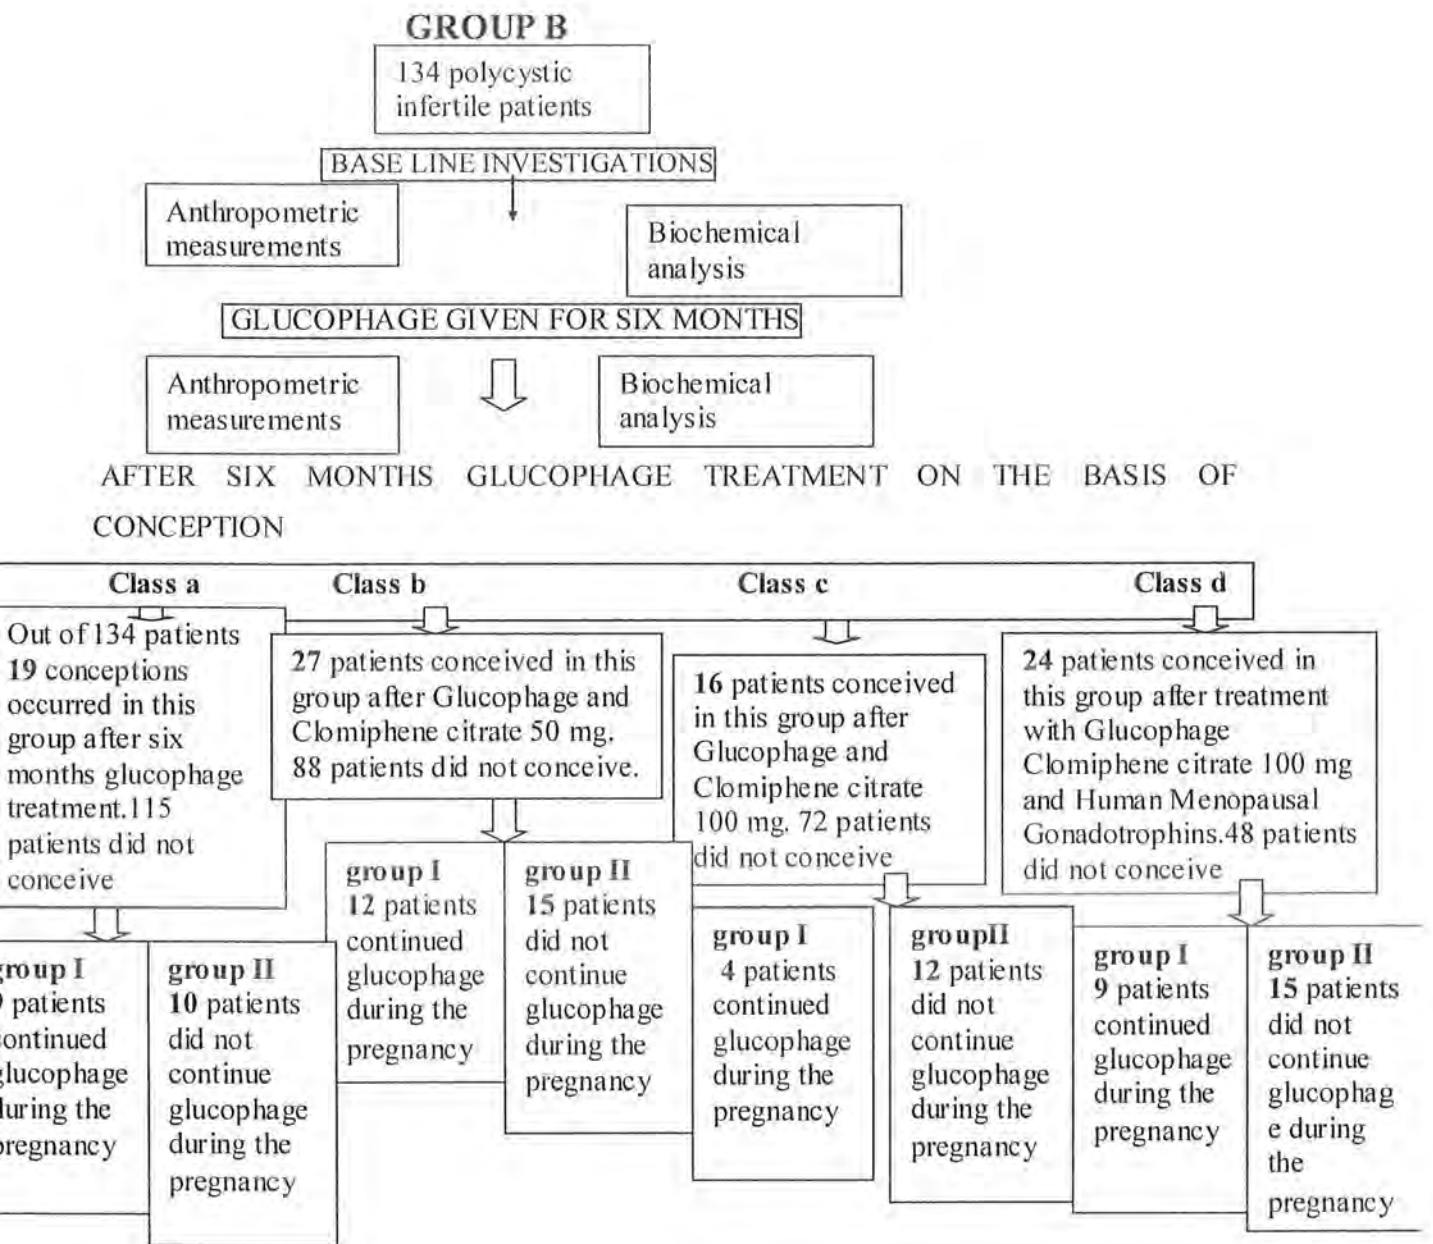 GROUP B
134 polycystic
infertile patients
BASE LINE INVESTIGATIONS
Anthropometric
measurements
Biochemical
analysis
GLUCOPHAGE GIVEN FOR SIX MONTHS
Anthropometric
measurements
Biochemical
analysis
AFTER SIX MONTHS GLUCOPHAGE TREATMENT ON THE BASIS OF
CONCEPTION
Class a
Class b
Class c
Class d
Out of 134 patients
19 conceptions
occurred in this
group after six
months glucophage
treatment.115
patients did not
conceive
27 patients conceived in this
group after Glucophage and
Clomiphene citrate 50 mg.
88 patients did not conceive.
16 patients conceived
in this group after
Glucophage and
Clomiphene citrate
100 mg. 72 patients
did not conceive
24 patients conceived in
this group after treatment
with Glucophage
Clomiphene citrate 100 mg
and Human Menopausal
Gonadotrophins.48 patients
did not conceive
roup I
patients
ontinued
lucophage
uring the
regnancy
group II
10 patients
did not
continue
glucophage
during the
pregnancy
group I
12 patients
continued
glucophage
during the
pregnancy
group II
15 patients
did not
continue
glucophage
during the
pregnancy
group I
4 patients
continued
glucophage
during the
pregnancy
groupII
12 patients
did not
continue
glucophage
during the
pregnancy
group I
9 patients
continued
glucophage
during the
pregnancy
group II
15 patients
did not
continue
glucophag
e during
the
pregnancy